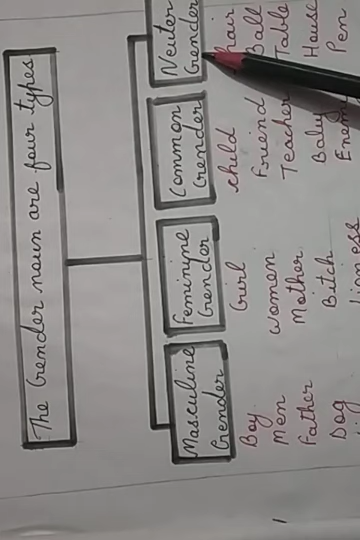 The Gender noun are four types
Masculine Gender
Feminine Gender
Common Gender
Neuter Gender
Boy Girl child hair
Men women Friend Ball
Father Mother Teacher Table
Dog Bitch Baby House
Pen